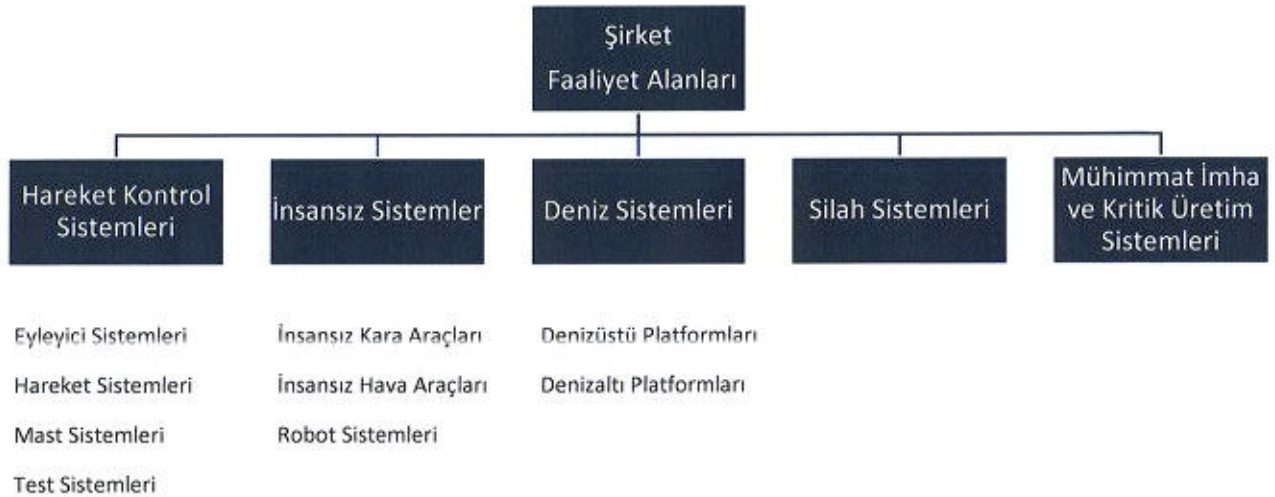 Şirket
Faaliyet Alanları
Hareket Kontrol
Sistemleri
İnsansız Sistemler
Deniz Sistemleri
Silah Sistemleri
Mühimmat İmha
ve Kritik Üretim
Sistemleri
Eyleyici Sistemleri
Hareket Sistemleri
Mast Sistemleri
Test Sistemleri
İnsansız Kara Araçları
İnsansız Hava Araçları
Robot Sistemleri
Denizüstü Platformları
Denizaltı Platformları